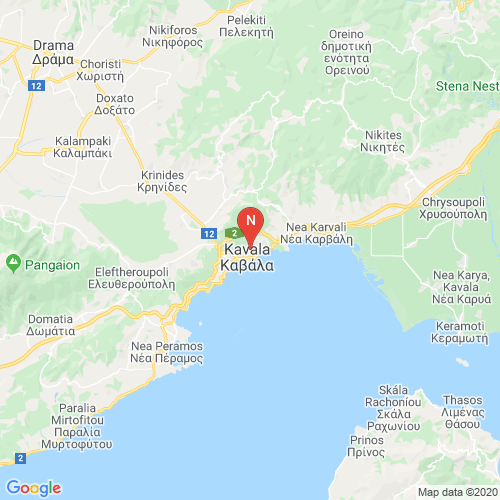 Pelekiti
Πελεκήτη
Nikiforos
Νικηφόρος
Oreino
δημοτική
ενότητα
Ορεινού
Drama
Δράμα
Choristi
Χωριστή
12
Stena Nest
Doxato
Δοξάτο
Nikites
Νικητές
Kalampaki
Καλαμπάκι
Krinides
Κρηνίδες
Chrysoupoli
Χρυσούπολη
N
12
2
Nea Karvali
Νέα Καρβάλη
Kavala
Καβάλα
Pangaion
Eleftheroupoli
Ελευθερούπολη
Nea Karya,
Kavala
Νέα Καρυά
Domatia
Δωμάτια
Keramoti
Κεραμωτή
Nea Peramos
Νέα Πέραμος
Skála
Rachoniou
Σκάλα
Ραχωνίου
Thasos
Λιμένας
Θάσου
Paralia
Mirtofitou
Παραλία
Μυρτοφύτου
Prinos
Πρίνος
2
Google
Map data ©2020